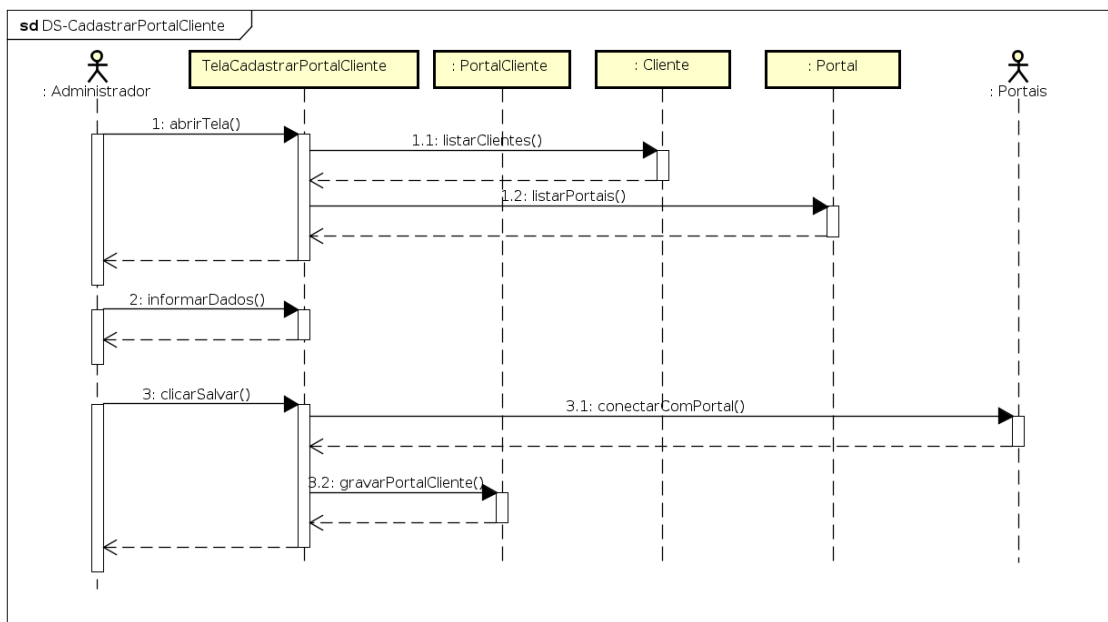 sd DS-CadastrarPortalCliente
: Administrador
TelaCadastrarPortalCliente
: PortalCliente
: Cliente
: Portal
: Portais
1: abrirTela()
1.1: listarClientes()
1.2: listarPortais()
2: informarDados()
3: clicarSalvar()
3.1: conectarComPortal()
3.2: gravarPortalCliente()